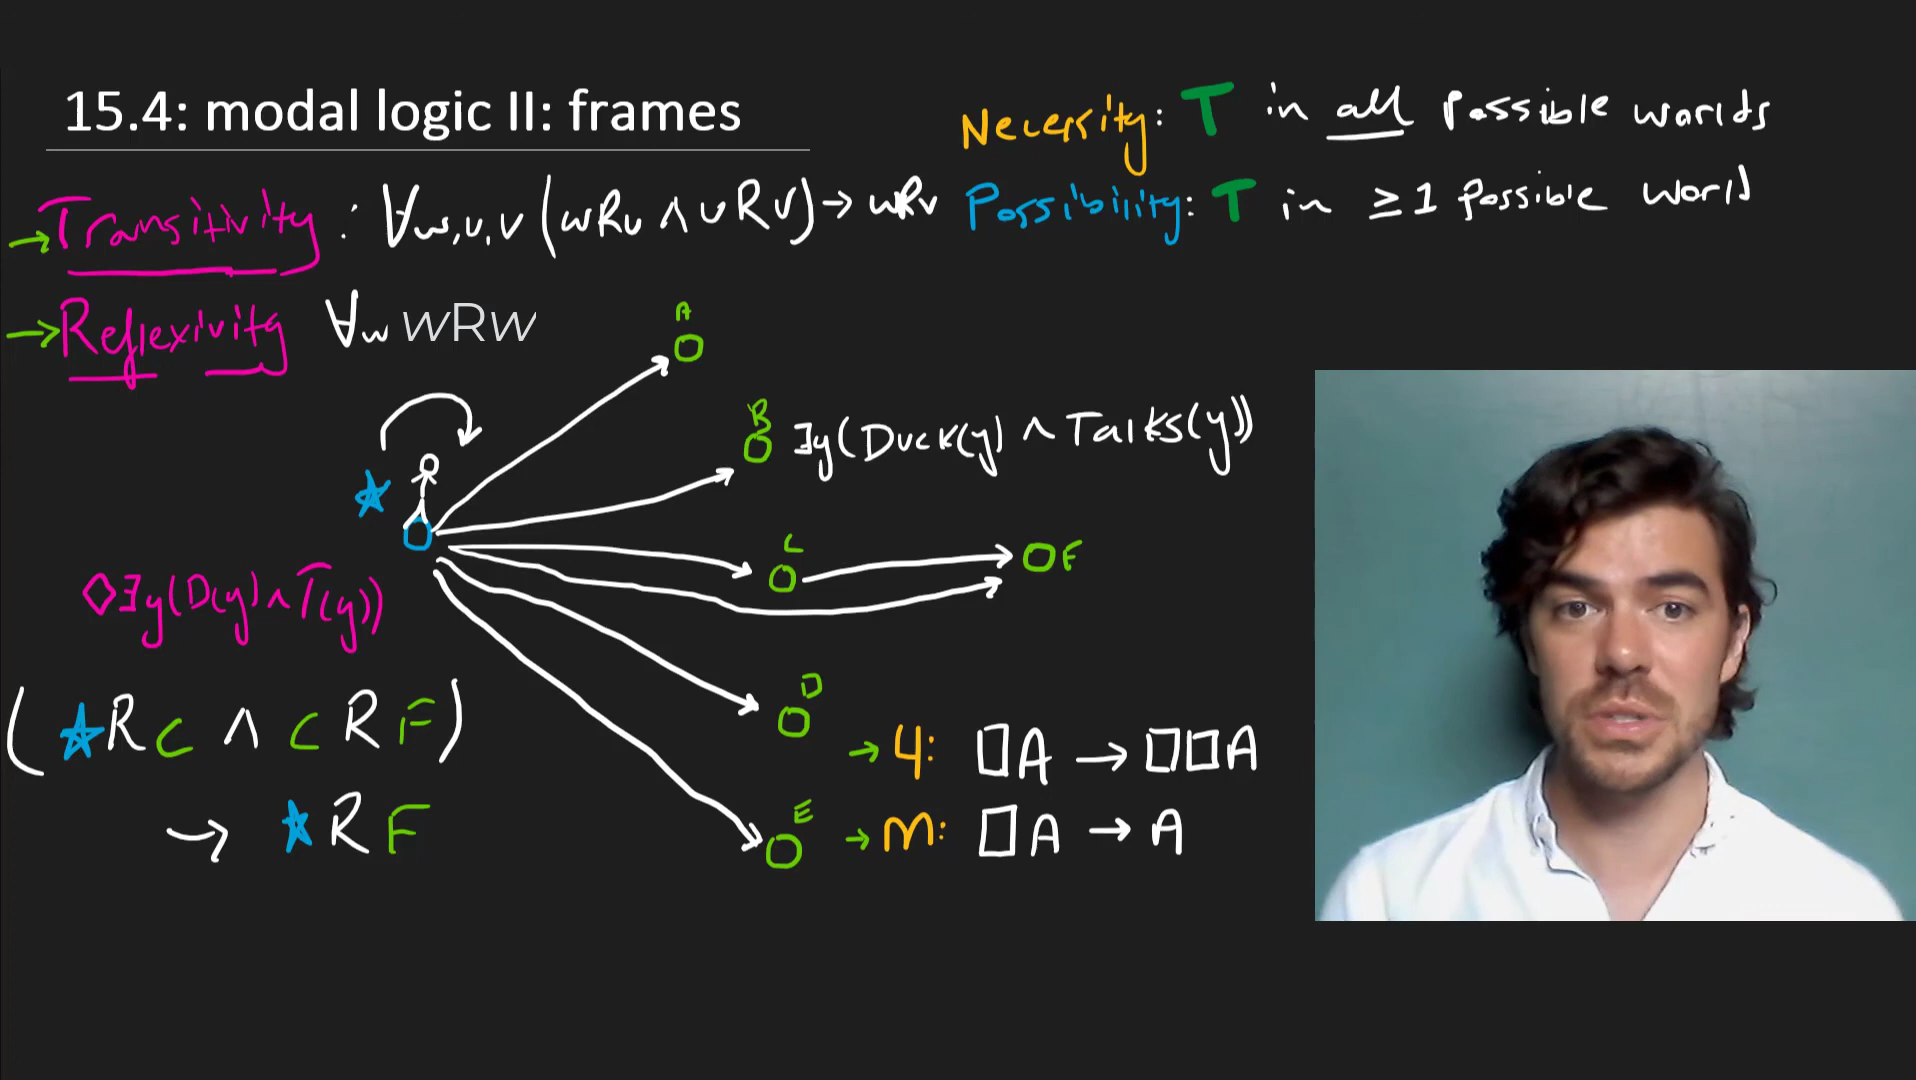 15.4: modal logic II: frames
Necessity: T in all possible worlds
→ Transitivity : ∀w,u,v (wRu ∧ uRv) → wRv
Possibility: T in ≥1 possible world
→ Reflexivity ∀w wRw
A
B ∃y(Duck(y) ∧ Talks(y))
C
F
◇∃y(D(y) ∧ T(y))
D
(★RC ∧ CRF)
→ ★RF
→ 4: □A → □□A
E
→ M: □A → A